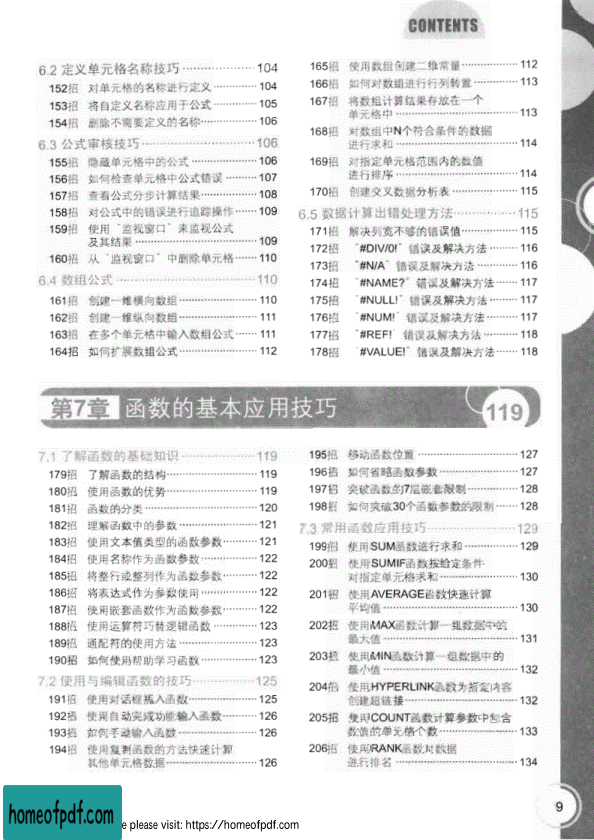 CONTENTS
6.2 定义单元格名称技巧 104
152招 对单元格的名称进行定义 104
153招 将自定义名称应用于公式 105
154招 删除不需要定义的名称 106
6.3 公式审核技巧 106
155招 隐藏单元格中的公式 106
156招 如何检查单元格中公式错误 107
157招 查看公式分步计算结果 108
158招 对公式中的错误进行追踪操作 109
159招 使用“监视窗口”来监视公式
及其结果 109
160招 从“监视窗口”中删除单元格 110
6.4 数组公式 110
161招 创建一维横向数组 110
162招 创建一维纵向数组 111
163招 在多个单元格中输入数组公式 111
164招 如何扩展数组公式 112
165招 使用数组创建二维常量 112
166招 如何对数组进行行列转置 113
167招 将数组计算结果存放在一个
单元格中 113
168招 对数组中N个符合条件的数据
进行求和 114
169招 对指定单元格范围内的数值
进行排序 114
170招 创建交叉数据分析表 115
6.5 数据计算出错处理方法 115
171招 解决列宽不够的错误值 115
172招 “#DIV/0!”错误及解决方法 116
173招 “#N/A”错误及解决方法 116
174招 “#NAME?”错误及解决方法 117
175招 “#NULL!”错误及解决方法 117
176招 “#NUM!”错误及解决方法 117
177招 “#REF!”错误及解决方法 118
178招 “#VALUE!”错误及解决方法 118
第7章 函数的基本应用技巧 119
7.1 了解函数的基础知识 119
179招 了解函数的结构 119
180招 使用函数的优势 119
181招 函数的分类 120
182招 理解函数中的参数 121
183招 使用文本值类型的函数参数 121
184招 使用名称作为函数参数 122
185招 将整行或整列作为函数参数 122
186招 将表达式作为参数使用 122
187招 使用嵌套函数作为函数参数 122
188招 使用运算符巧替逻辑函数 123
189招 通配符的使用方法 123
190招 如何使用帮助学习函数 123
7.2 使用与编辑函数的技巧 125
191招 使用对话框插入函数 125
192招 使用自动完成功能输入函数 126
193招 如何手动输入函数 126
194招 使用复制函数的方法快速计算
其他单元格数据 126
195招 移动函数位置 127
196招 如何省略函数参数 127
197招 突破函数的7层嵌套限制 128
198招 如何突破30个函数参数的限制 128
7.3 常用函数应用技巧 129
199招 使用SUM函数进行求和 129
200招 使用SUMIF函数按给定条件
对指定单元格求和 130
201招 使用AVERAGE函数快速计算
平均值 130
202招 使用MAX函数计算一组数据中的
最大值 131
203招 使用MIN函数计算一组数据中的
最小值 132
204招 使用HYPERLINK函数为指定内容
创建超链接 132
205招 使用COUNT函数计算参数中包含
数值的单元格个数 133
206招 使用RANK函数对数据
进行排名 134
9
homeofpdf.com
e please visit: https://homeofpdf.com